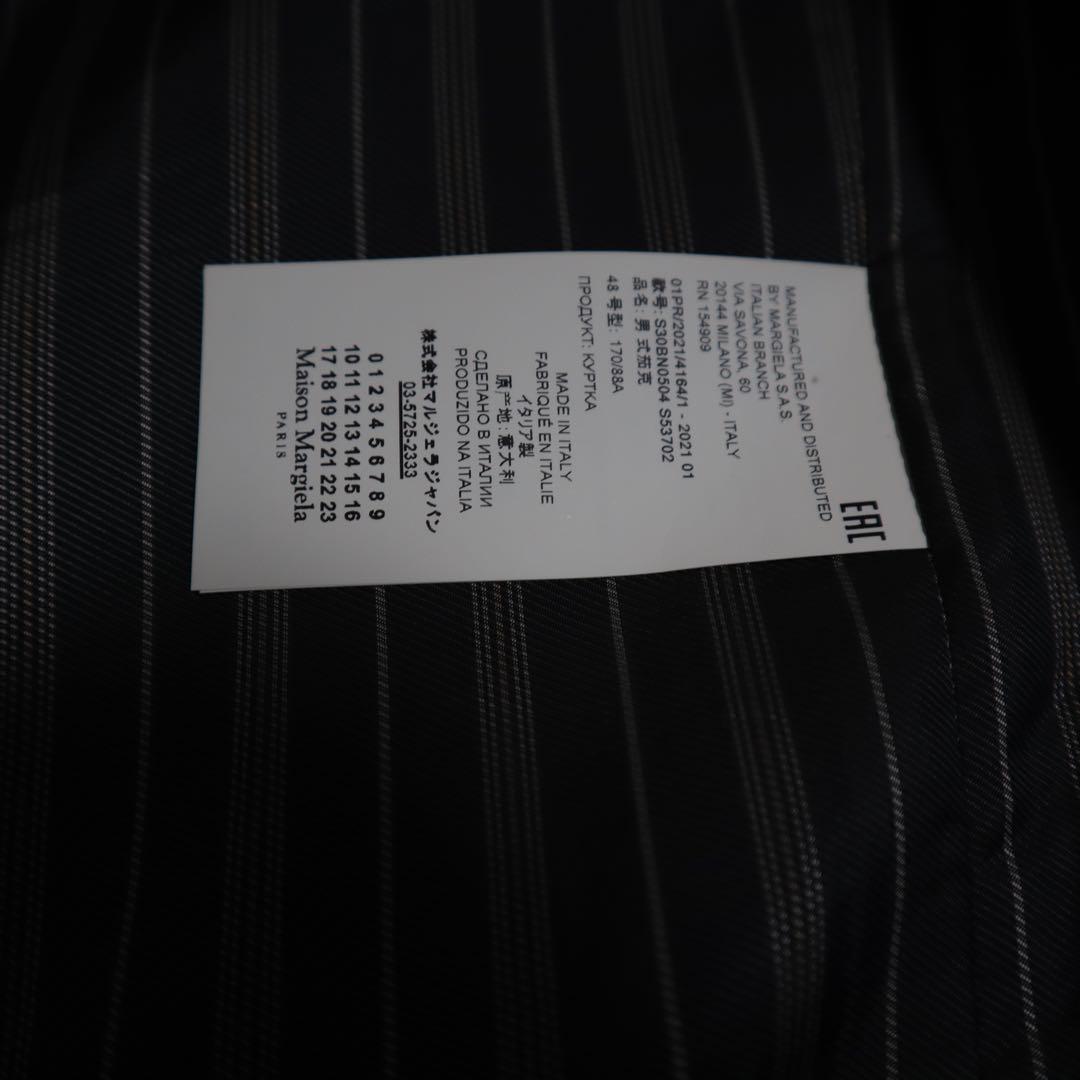 EAC
MANUFACTURED AND DISTRIBUTED
BY MARGIELA S.A.S.
ITALIAN BRANCH
VIA SAVONA, 60
20144 MILANO (MI) - ITALY
RN 154909
01PR/2021/4164/1 - 2021 01
款号: S30BN0504 S53702
品名: 男式茄克
48 号型: 170/88A
ПРОДУКТ: КУРТКА
MADE IN ITALY
FABRIQUÉ EN ITALIE
イタリア製
原产地: 意大利
СДЕЛАНО В ИТАЛИИ
PRODUZIDO NA ITALIA
株式会社マルジェラジャパン
03-5725-2333
0 1 2 3 4 5 6 7 8 9
10 11 12 13 14 15 16
17 18 19 20 21 22 23
Maison Margiela
PARIS